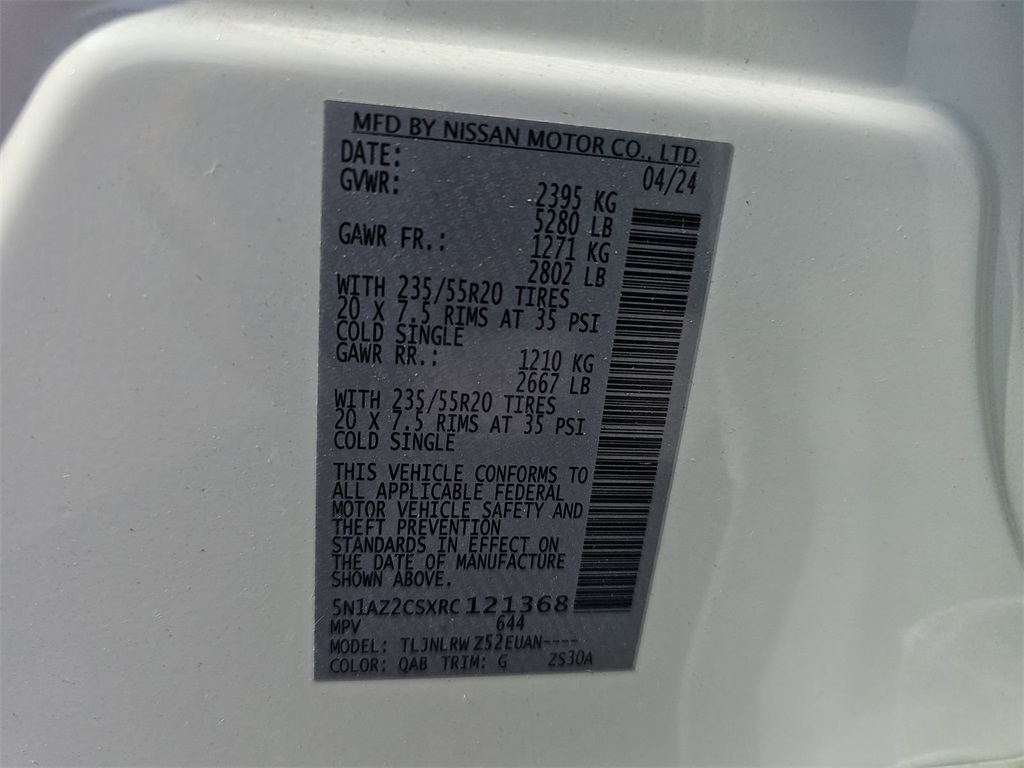 MFD BY NISSAN MOTOR CO., LTD.
DATE: 04/24
GVWR: 2395 KG
5280 LB
GAWR FR.: 1271 KG
2802 LB
WITH 235/55R20 TIRES
20 X 7.5 RIMS AT 35 PSI
COLD SINGLE
GAWR RR.: 1210 KG
2667 LB
WITH 235/55R20 TIRES
20 X 7.5 RIMS AT 35 PSI
COLD SINGLE
THIS VEHICLE CONFORMS TO
ALL APPLICABLE FEDERAL
MOTOR VEHICLE SAFETY AND
THEFT PREVENTION
STANDARDS IN EFFECT ON
THE DATE OF MANUFACTURE
SHOWN ABOVE.
5N1AZ2CSXRC121368
MPV 644
MODEL: TLJNLRWZ52EUAN----
COLOR: QAB TRIM: G ZS30A